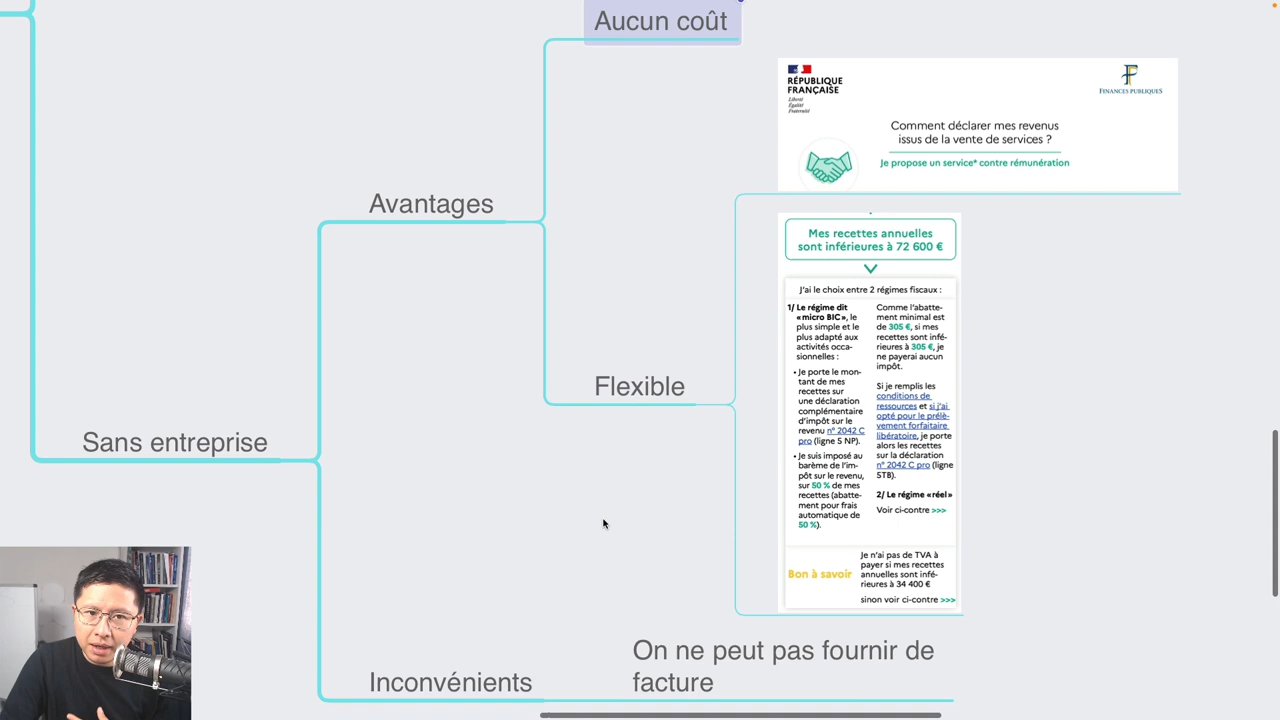 Aucun coût
RÉPUBLIQUE
FRANÇAISE
Liberté
Égalité
Fraternité
FINANCES PUBLIQUES
Comment déclarer mes revenus
issus de la vente de services ?
Je propose un service* contre rémunération
Avantages
Mes recettes annuelles
sont inférieures à 72 600 €
J'ai le choix entre 2 régimes fiscaux :
1/ Le régime dit
«micro BIC», le
plus simple et le
plus adapté aux
activités occa-
sionnelles :
• Je porte le mon-
tant de mes
recettes sur
une déclaration
complémentaire
d'impôt sur le
revenu n° 2042 C
pro (ligne 5 NP).
• Je suis imposé au
barème de l'im-
pôt sur le revenu,
sur 50 % de mes
recettes (abatte-
ment pour frais
automatique de
50 %).
Comme l'abatte-
ment minimal est
de 305 €, si mes
recettes sont infé-
rieures à 305 €, je
ne payerai aucun
impôt.
Si je remplis les
conditions de
ressources et si j'ai
opté pour le prélè-
vement forfaitaire
libératoire, je porte
alors les recettes
sur la déclaration
n° 2042 C pro (ligne
5TB).
2/ Le régime «réel»
Voir ci-contre >>>
Bon à savoir
Je n'ai pas de TVA à
payer si mes recettes
annuelles sont infé-
rieures à 34 400 €
sinon voir ci-contre >>>
Flexible
Sans entreprise
Inconvénients
On ne peut pas fournir de
facture